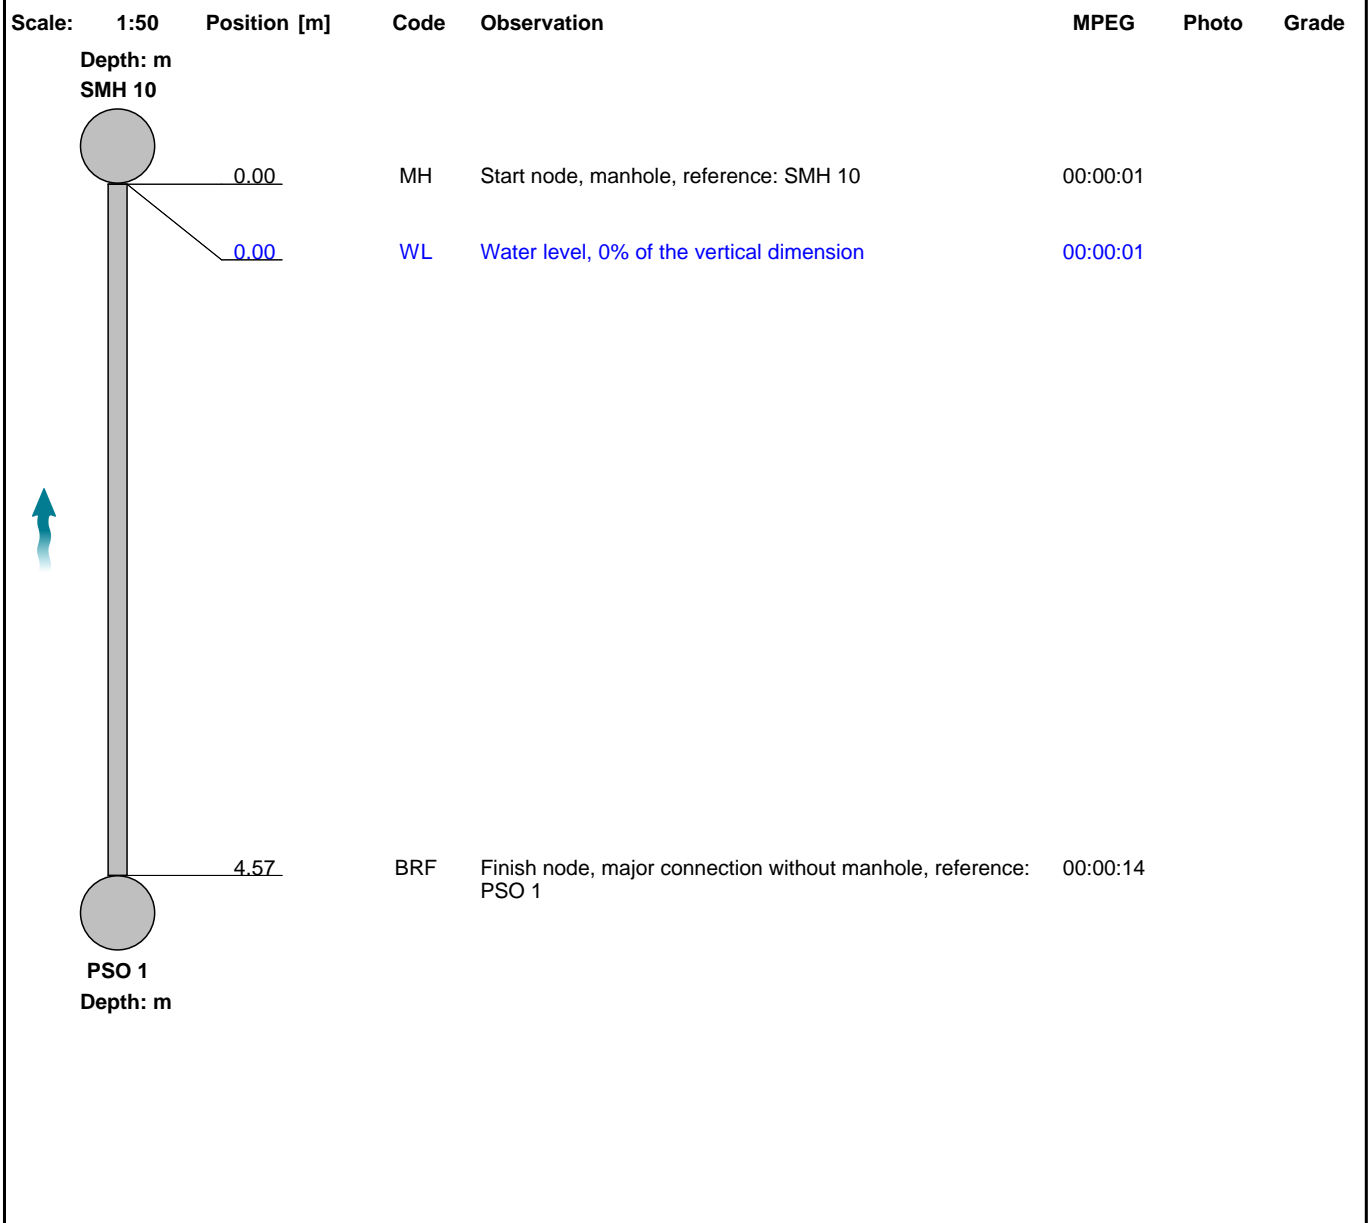 Scale: 1:50 Position [m] Code Observation MPEG Photo Grade
Depth: m
SMH 10
0.00 MH Start node, manhole, reference: SMH 10 00:00:01
0.00 WL Water level, 0% of the vertical dimension 00:00:01
4.57 BRF Finish node, major connection without manhole, reference: 00:00:14
PSO 1
PSO 1
Depth: m